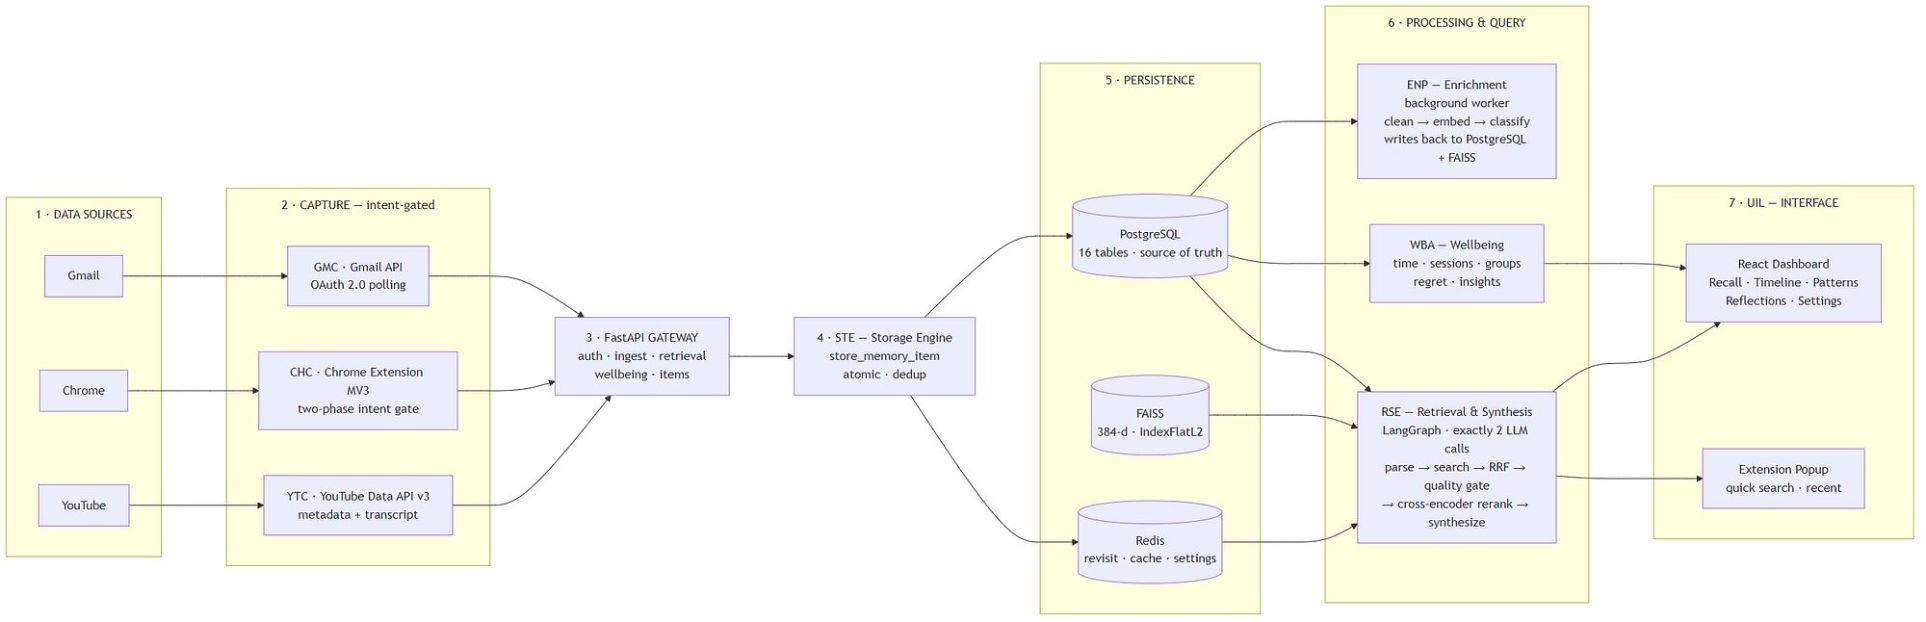 1 · DATA SOURCES
Gmail
Chrome
YouTube
2 · CAPTURE — intent-gated
GMC · Gmail API
OAuth 2.0 polling
CHC · Chrome Extension
MV3
two-phase intent gate
YTC · YouTube Data API v3
metadata + transcript
3 · FastAPI GATEWAY
auth · ingest · retrieval
wellbeing · items
4 · STE — Storage Engine
store_memory_item
atomic · dedup
5 · PERSISTENCE
PostgreSQL
16 tables · source of truth
FAISS
384-d · IndexFlatL2
Redis
revisit · cache · settings
6 · PROCESSING & QUERY
ENP — Enrichment
background worker
clean → embed → classify
writes back to PostgreSQL
+ FAISS
WBA — Wellbeing
time · sessions · groups
regret · insights
RSE — Retrieval & Synthesis
LangGraph · exactly 2 LLM
calls
parse → search → RRF →
quality gate
→ cross-encoder rerank →
synthesize
7 · UIL — INTERFACE
React Dashboard
Recall · Timeline · Patterns
Reflections · Settings
Extension Popup
quick search · recent